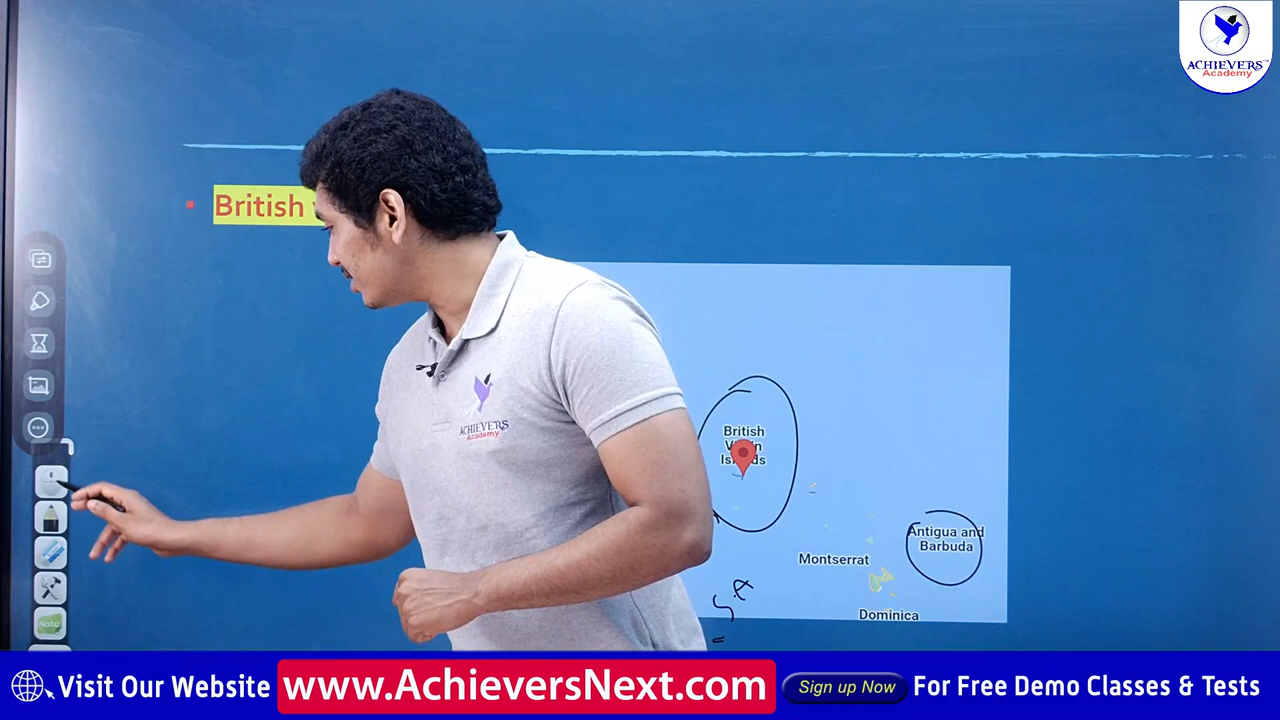 ACHIEVERS
Academy
British
British
Antigua and
Barbuda
Montserrat
Dominica
ACHIEVERS
Academy
Note
Visit Our Website www.AchieversNext.com Sign up Now For Free Demo Classes & Tests